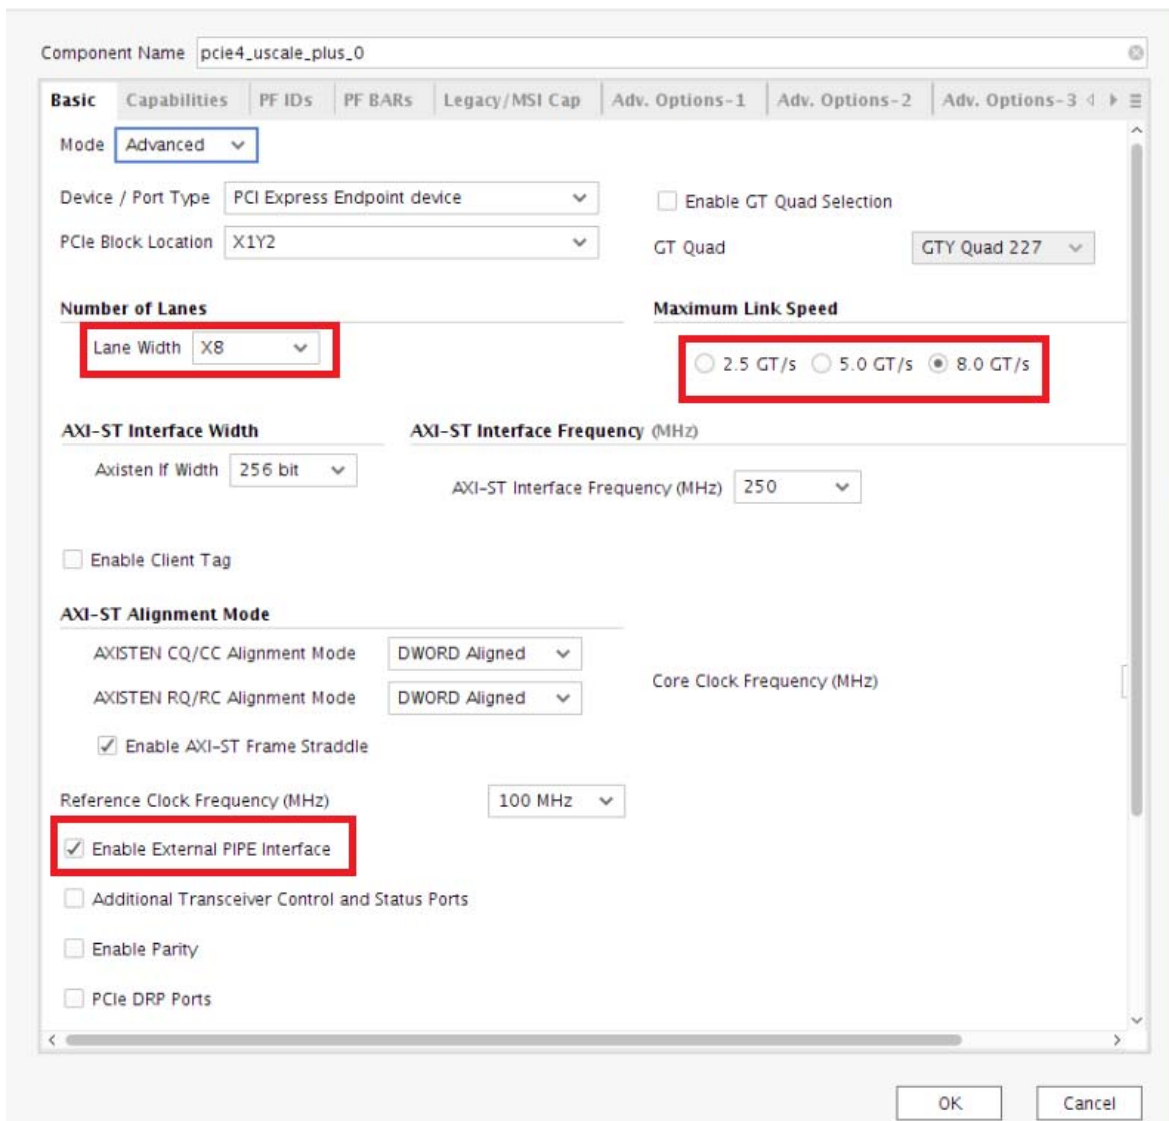 Component Name pcie4_uscale_plus_0
Basic Capabilities PF IDs PF BARs Legacy/MSI Cap Adv. Options-1 Adv. Options-2 Adv. Options-3
Mode Advanced
Device / Port Type PCI Express Endpoint device
Enable GT Quad Selection
PCIe Block Location X1Y2
GT Quad GTY Quad 227
Number of Lanes
Maximum Link Speed
Lane Width X8
2.5 GT/s 5.0 GT/s 8.0 GT/s
AXI-ST Interface Width
AXI-ST Interface Frequency (MHz)
Axisten If Width 256 bit
AXI-ST Interface Frequency (MHz) 250
Enable Client Tag
AXI-ST Alignment Mode
AXISTEN CQ/CC Alignment Mode DWORD Aligned
Core Clock Frequency (MHz)
AXISTEN RQ/RC Alignment Mode DWORD Aligned
Enable AXI-ST Frame Straddle
Reference Clock Frequency (MHz) 100 MHz
Enable External PIPE Interface
Additional Transceiver Control and Status Ports
Enable Parity
PCIe DRP Ports
OK Cancel